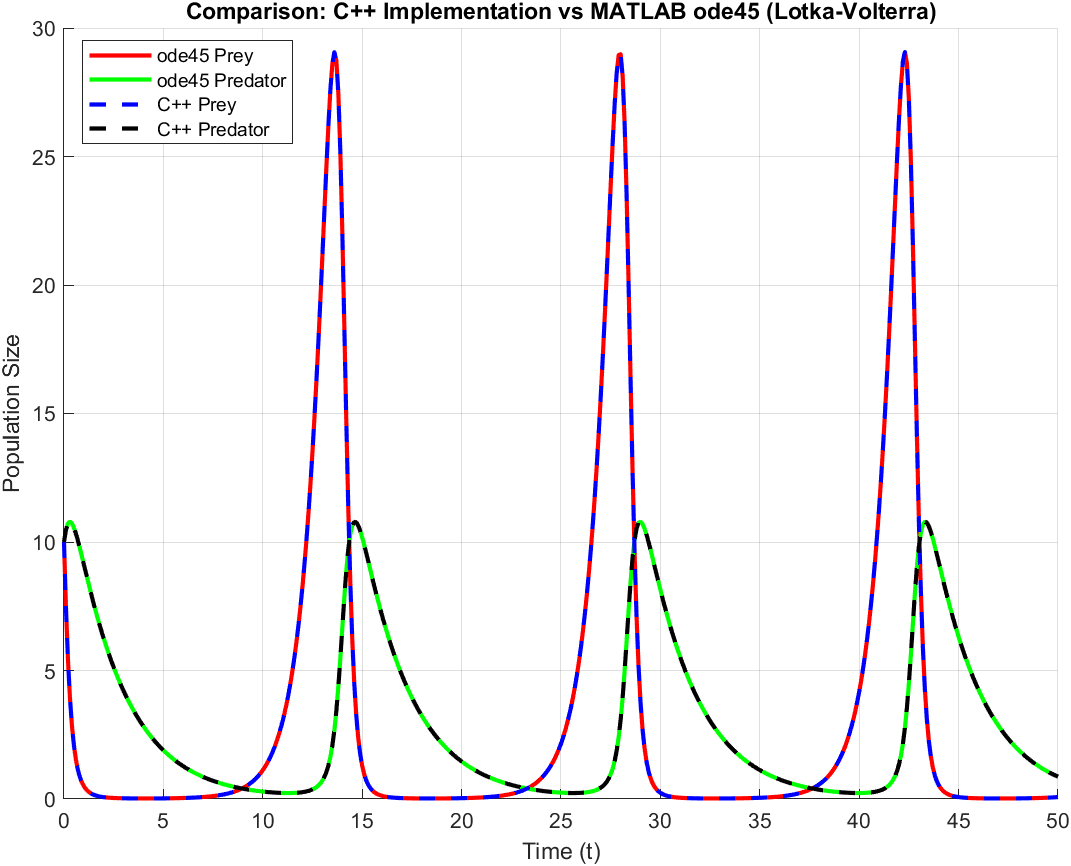 Comparison: C++ Implementation vs MATLAB ode45 (Lotka-Volterra)
ode45 Prey
ode45 Predator
C++ Prey
C++ Predator
Population Size
30
25
20
15
10
5
0
0 5 10 15 20 25 30 35 40 45 50
Time (t)